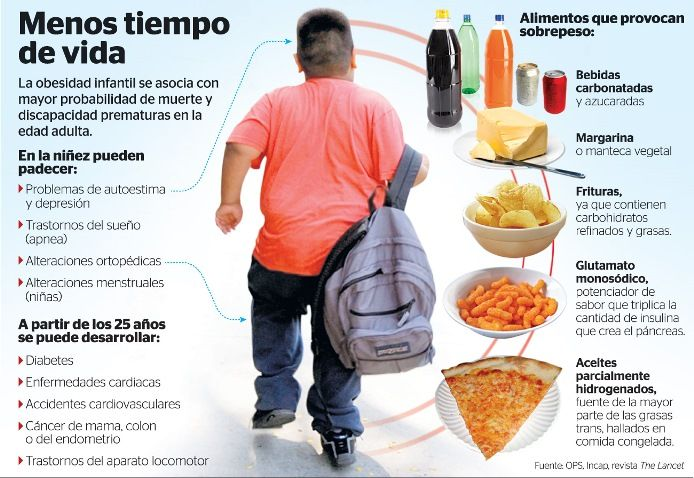 Menos tiempo
de vida
La obesidad infantil se asocia con
mayor probabilidad de muerte y
discapacidad prematuras en la
edad adulta.
En la niñez pueden
padecer:
Problemas de autoestima
y depresión
Trastornos del sueño
(apnea)
Alteraciones ortopédicas
Alteraciones menstruales
(niñas)
A partir de los 25 años
se puede desarrollar:
Diabetes
Enfermedades cardiacas
Accidentes cardiovasculares
Cáncer de mama, colon
o del endometrio
Trastornos del aparato locomotor
JANSPORT
Alimentos que provocan
sobrepeso:
Bebidas
carbonatadas
y azucaradas
Margarina
o manteca vegetal
Frituras,
ya que contienen
carbohidratos
refinados y grasas.
Glutamato
monosódico,
potenciador de
sabor que triplica la
cantidad de insulina
que crea el páncreas.
Aceites
parcialmente
hidrogenados,
fuente de la mayor
parte de las grasas
trans, hallados en
comida congelada.
Fuente: OPS, Incap, revista The Lancet